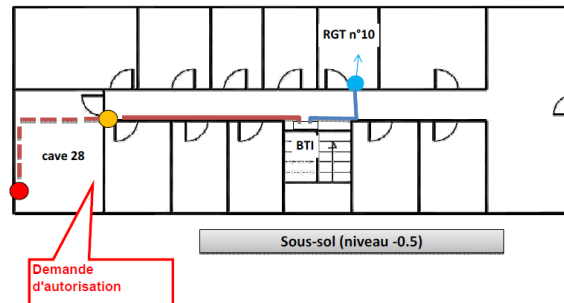 RGT n°10
BTI
cave 28
Sous-sol (niveau -0.5)
Demande
d'autorisation